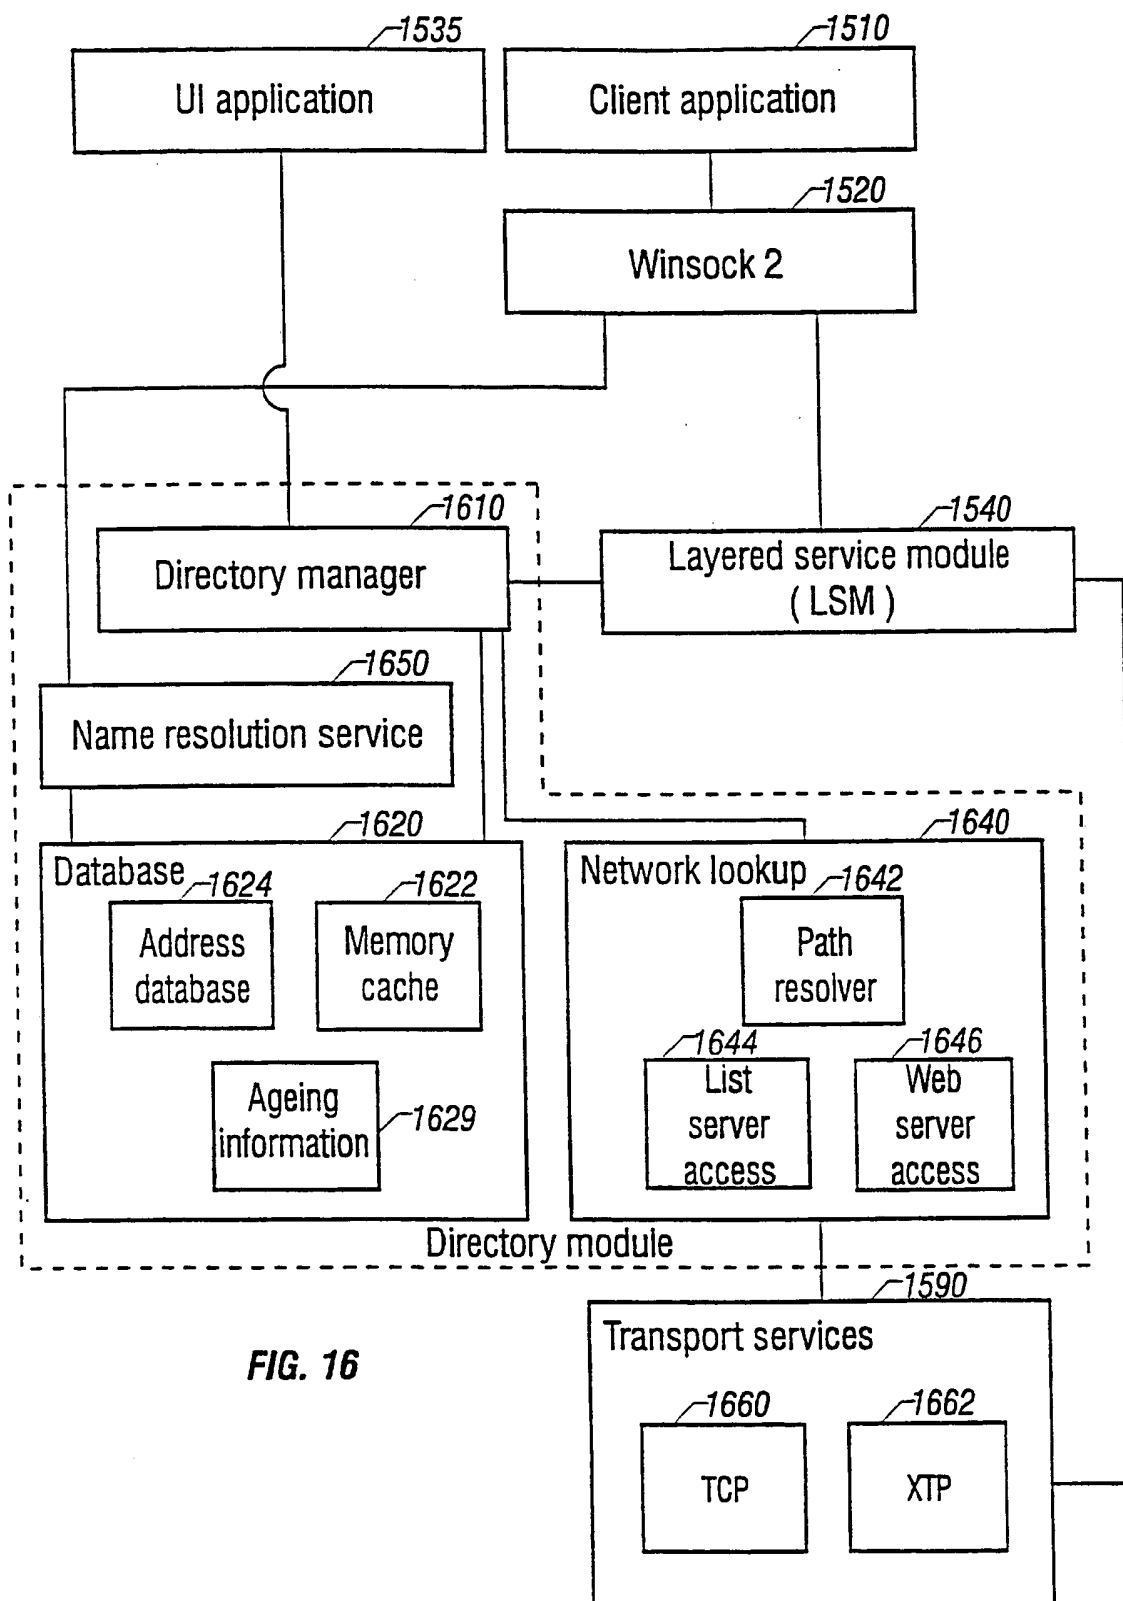 1535
1510
UI application
Client application
1520
Winsock 2
1610
1540
Directory manager
Layered service module
( LSM )
1650
Name resolution service
1620
1640
Database
Network lookup
1624
1622
1642
Address
database
Memory
cache
Path
resolver
1644
1646
List
server
access
Web
server
access
Ageing
information
1629
Directory module
1590
Transport services
FIG. 16
1660
1662
TCP
XTP